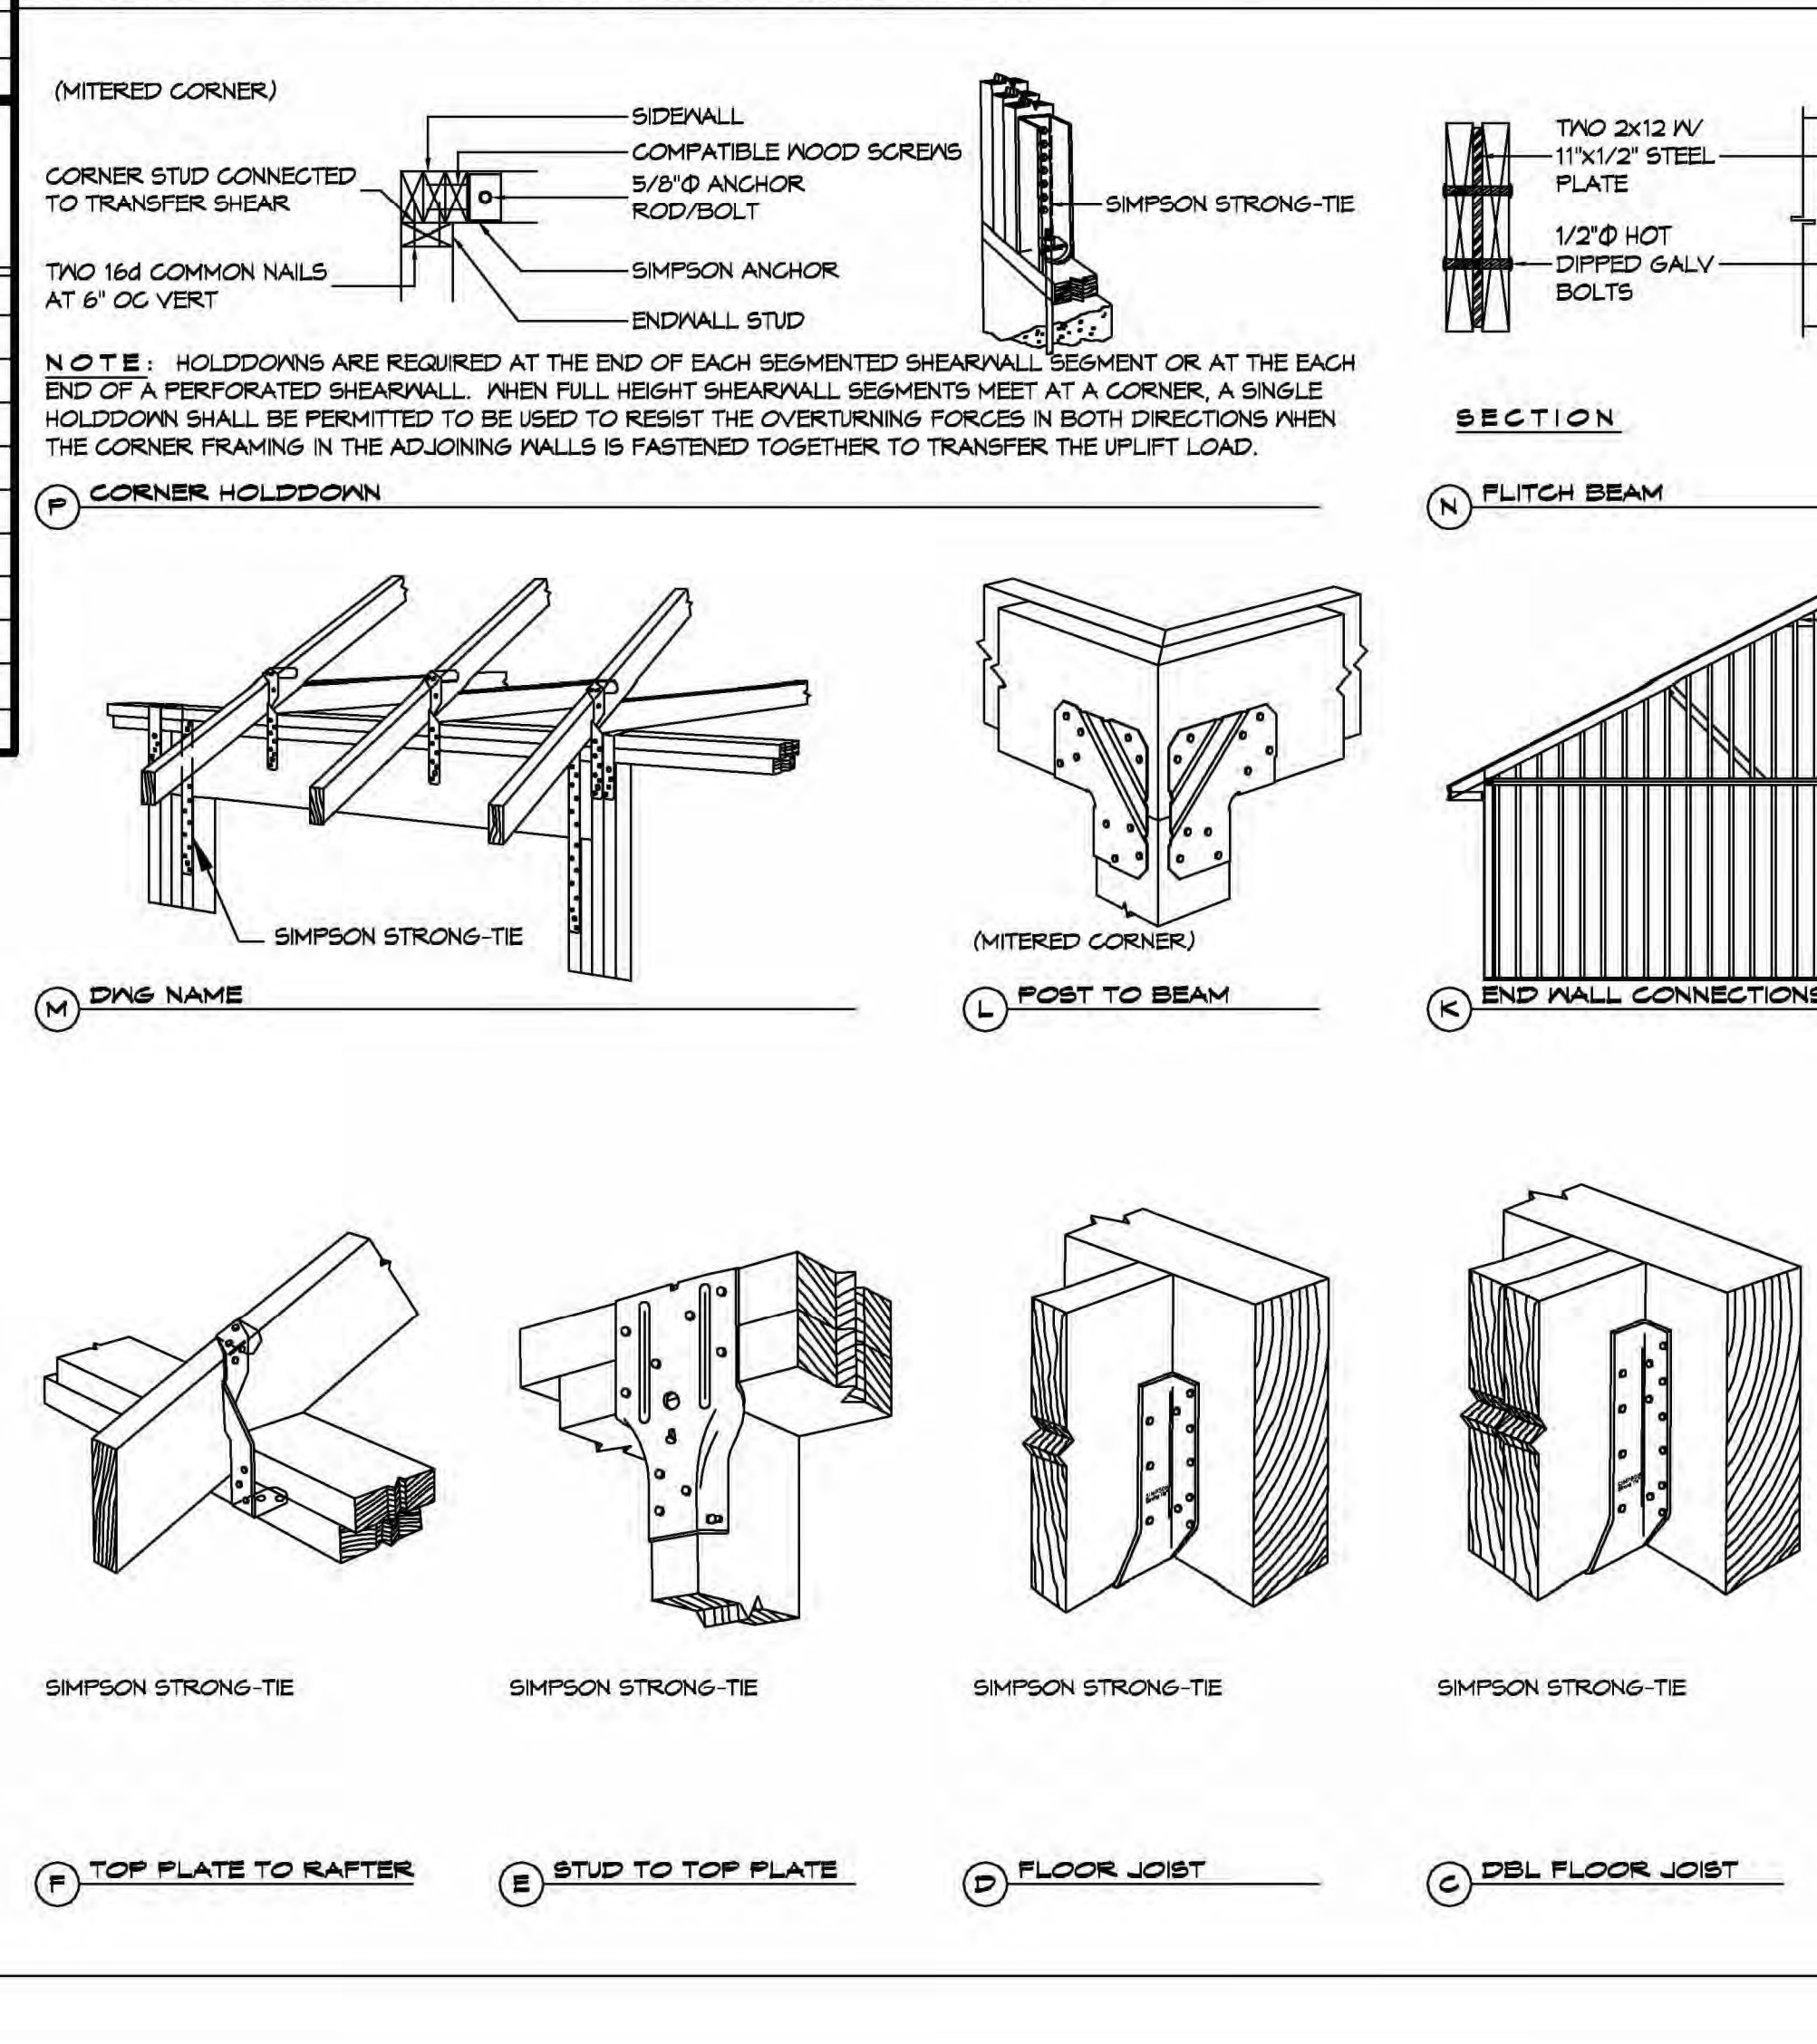 (MITERED CORNER)
CORNER STUD CONNECTED
TO TRANSFER SHEAR
TWO 16d COMMON NAILS
AT 6" OC VERT
SIDEWALL
COMPATIBLE WOOD SCREWS
5/8"Φ ANCHOR
ROD/BOLT
SIMPSON ANCHOR
ENDWALL STUD
SIMPSON STRONG-TIE
NOTE: HOLDDOWNS ARE REQUIRED AT THE END OF EACH SEGMENTED SHEARWALL SEGMENT OR AT THE EACH
END OF A PERFORATED SHEARWALL. WHEN FULL HEIGHT SHEARWALL SEGMENTS MEET AT A CORNER, A SINGLE
HOLDDOWN SHALL BE PERMITTED TO BE USED TO RESIST THE OVERTURNING FORCES IN BOTH DIRECTIONS WHEN
THE CORNER FRAMING IN THE ADJOINING WALLS IS FASTENED TOGETHER TO TRANSFER THE UPLIFT LOAD.
P CORNER HOLDDOWN
TWO 2x12 W/
11"x1/2" STEEL
PLATE
1/2"Φ HOT
DIPPED GALV
BOLTS
SECTION
N FLITCH BEAM
SIMPSON STRONG-TIE
M DWG NAME
(MITERED CORNER)
L POST TO BEAM
K END WALL CONNECTIONS
SIMPSON STRONG-TIE
F TOP PLATE TO RAFTER
SIMPSON STRONG-TIE
E STUD TO TOP PLATE
SIMPSON STRONG-TIE
D FLOOR JOIST
SIMPSON STRONG-TIE
C DBL FLOOR JOIST